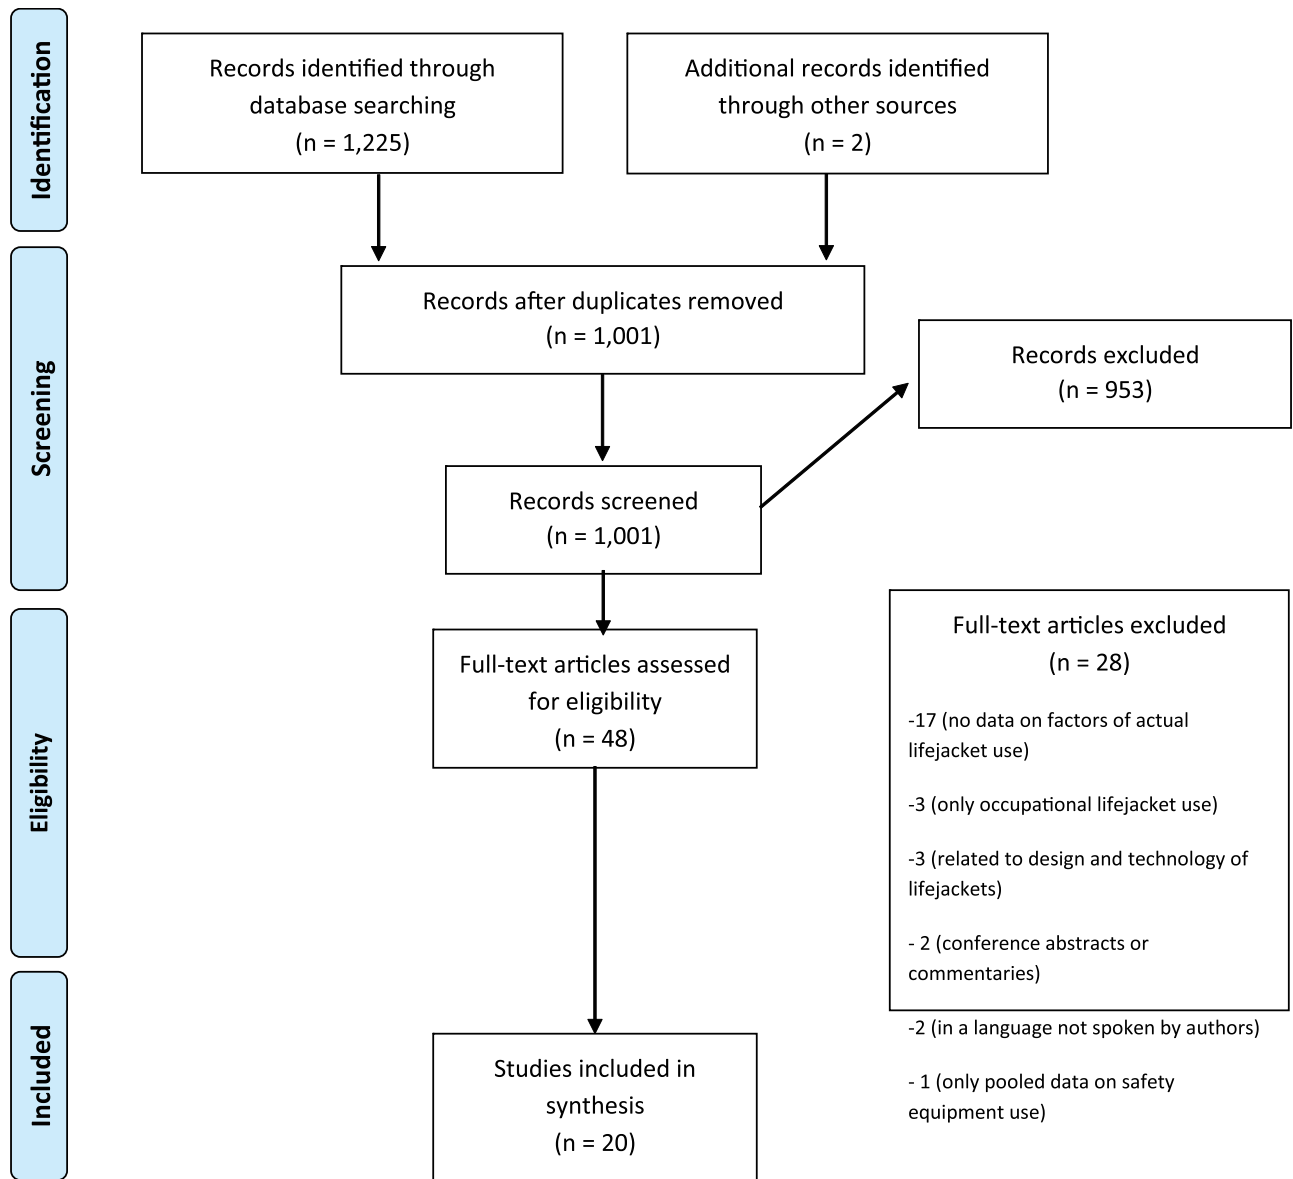 Identification
Records identified through
database searching
(n = 1,225)
Additional records identified
through other sources
(n = 2)
Screening
Records after duplicates removed
(n = 1,001)
Records excluded
(n = 953)
Records screened
(n = 1,001)
Eligibility
Full-text articles assessed
for eligibility
(n = 48)
Full-text articles excluded
(n = 28)
-17 (no data on factors of actual
lifejacket use)
-3 (only occupational lifejacket use)
-3 (related to design and technology of
lifejackets)
- 2 (conference abstracts or
commentaries)
-2 (in a language not spoken by authors)
- 1 (only pooled data on safety
equipment use)
Included
Studies included in
synthesis
(n = 20)